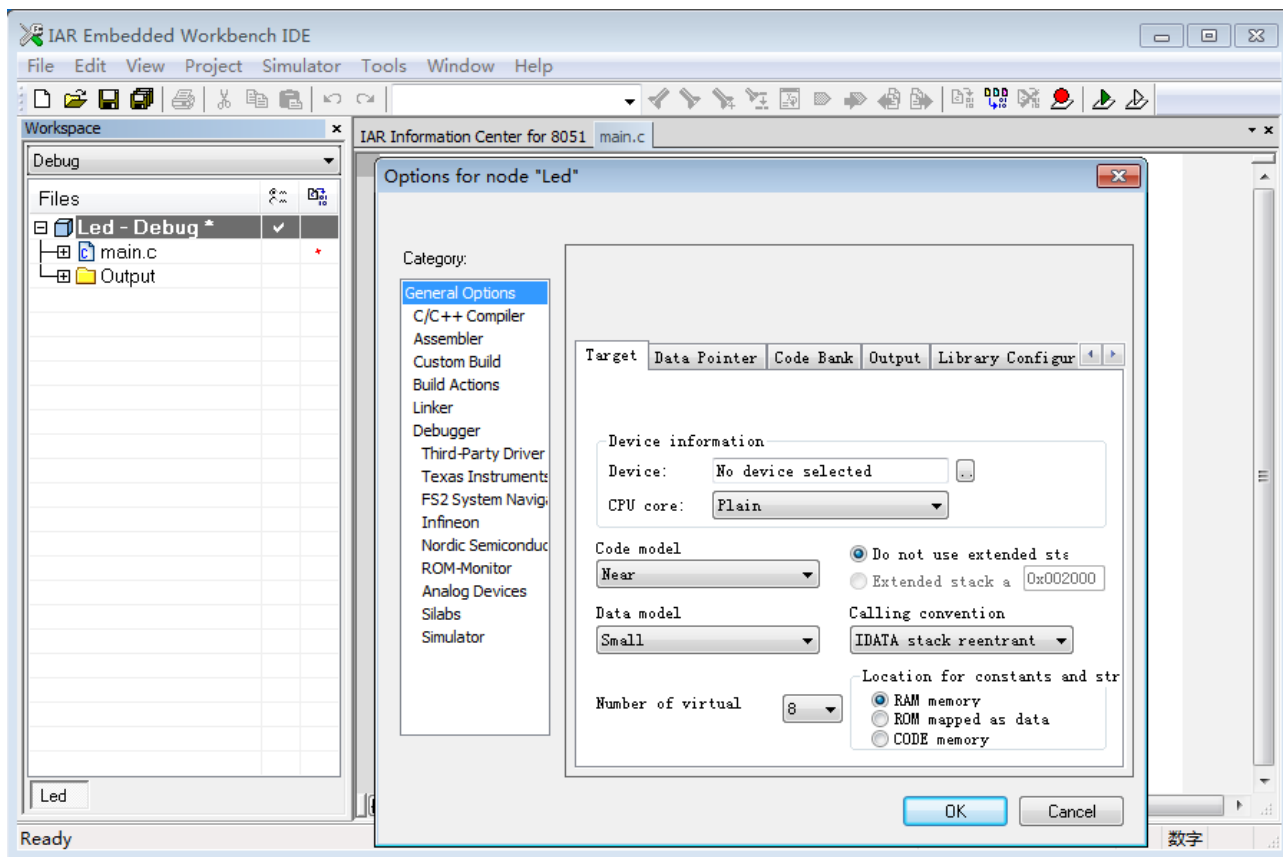 IAR Embedded Workbench IDE
File Edit View Project Simulator Tools Window Help
Workspace
IAR Information Center for 8051 main.c
Debug
Files
Led - Debug *
main.c
Output
Led
Options for node "Led"
Category:
General Options
C/C++ Compiler
Assembler
Custom Build
Build Actions
Linker
Debugger
Third-Party Driver
Texas Instruments
FS2 System Naviga
Infineon
Nordic Semiconduc
ROM-Monitor
Analog Devices
Silabs
Simulator
Target Data Pointer Code Bank Output Library Configur
Device information
Device: No device selected
CPU core: Plain
Code model
Near
Do not use extended sta
Extended stack a 0x002000
Data model
Small
Calling convention
IDATA stack reentrant
Number of virtual 8
Location for constants and str
RAM memory
ROM mapped as data
CODE memory
OK Cancel
Ready 数字